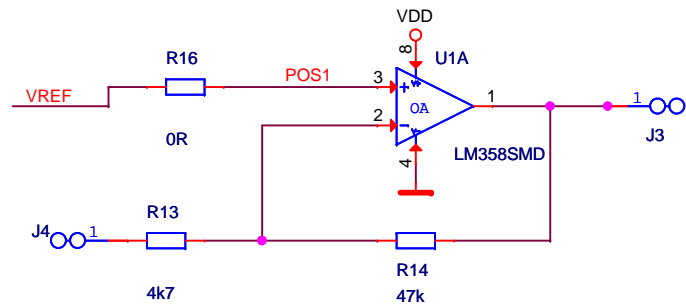 VDD
8
U1A
R16
POS1
3
VREF
OA
1
1
2
0R
4
LM358SMD
J3
R13
J4
1
R14
4k7
47k